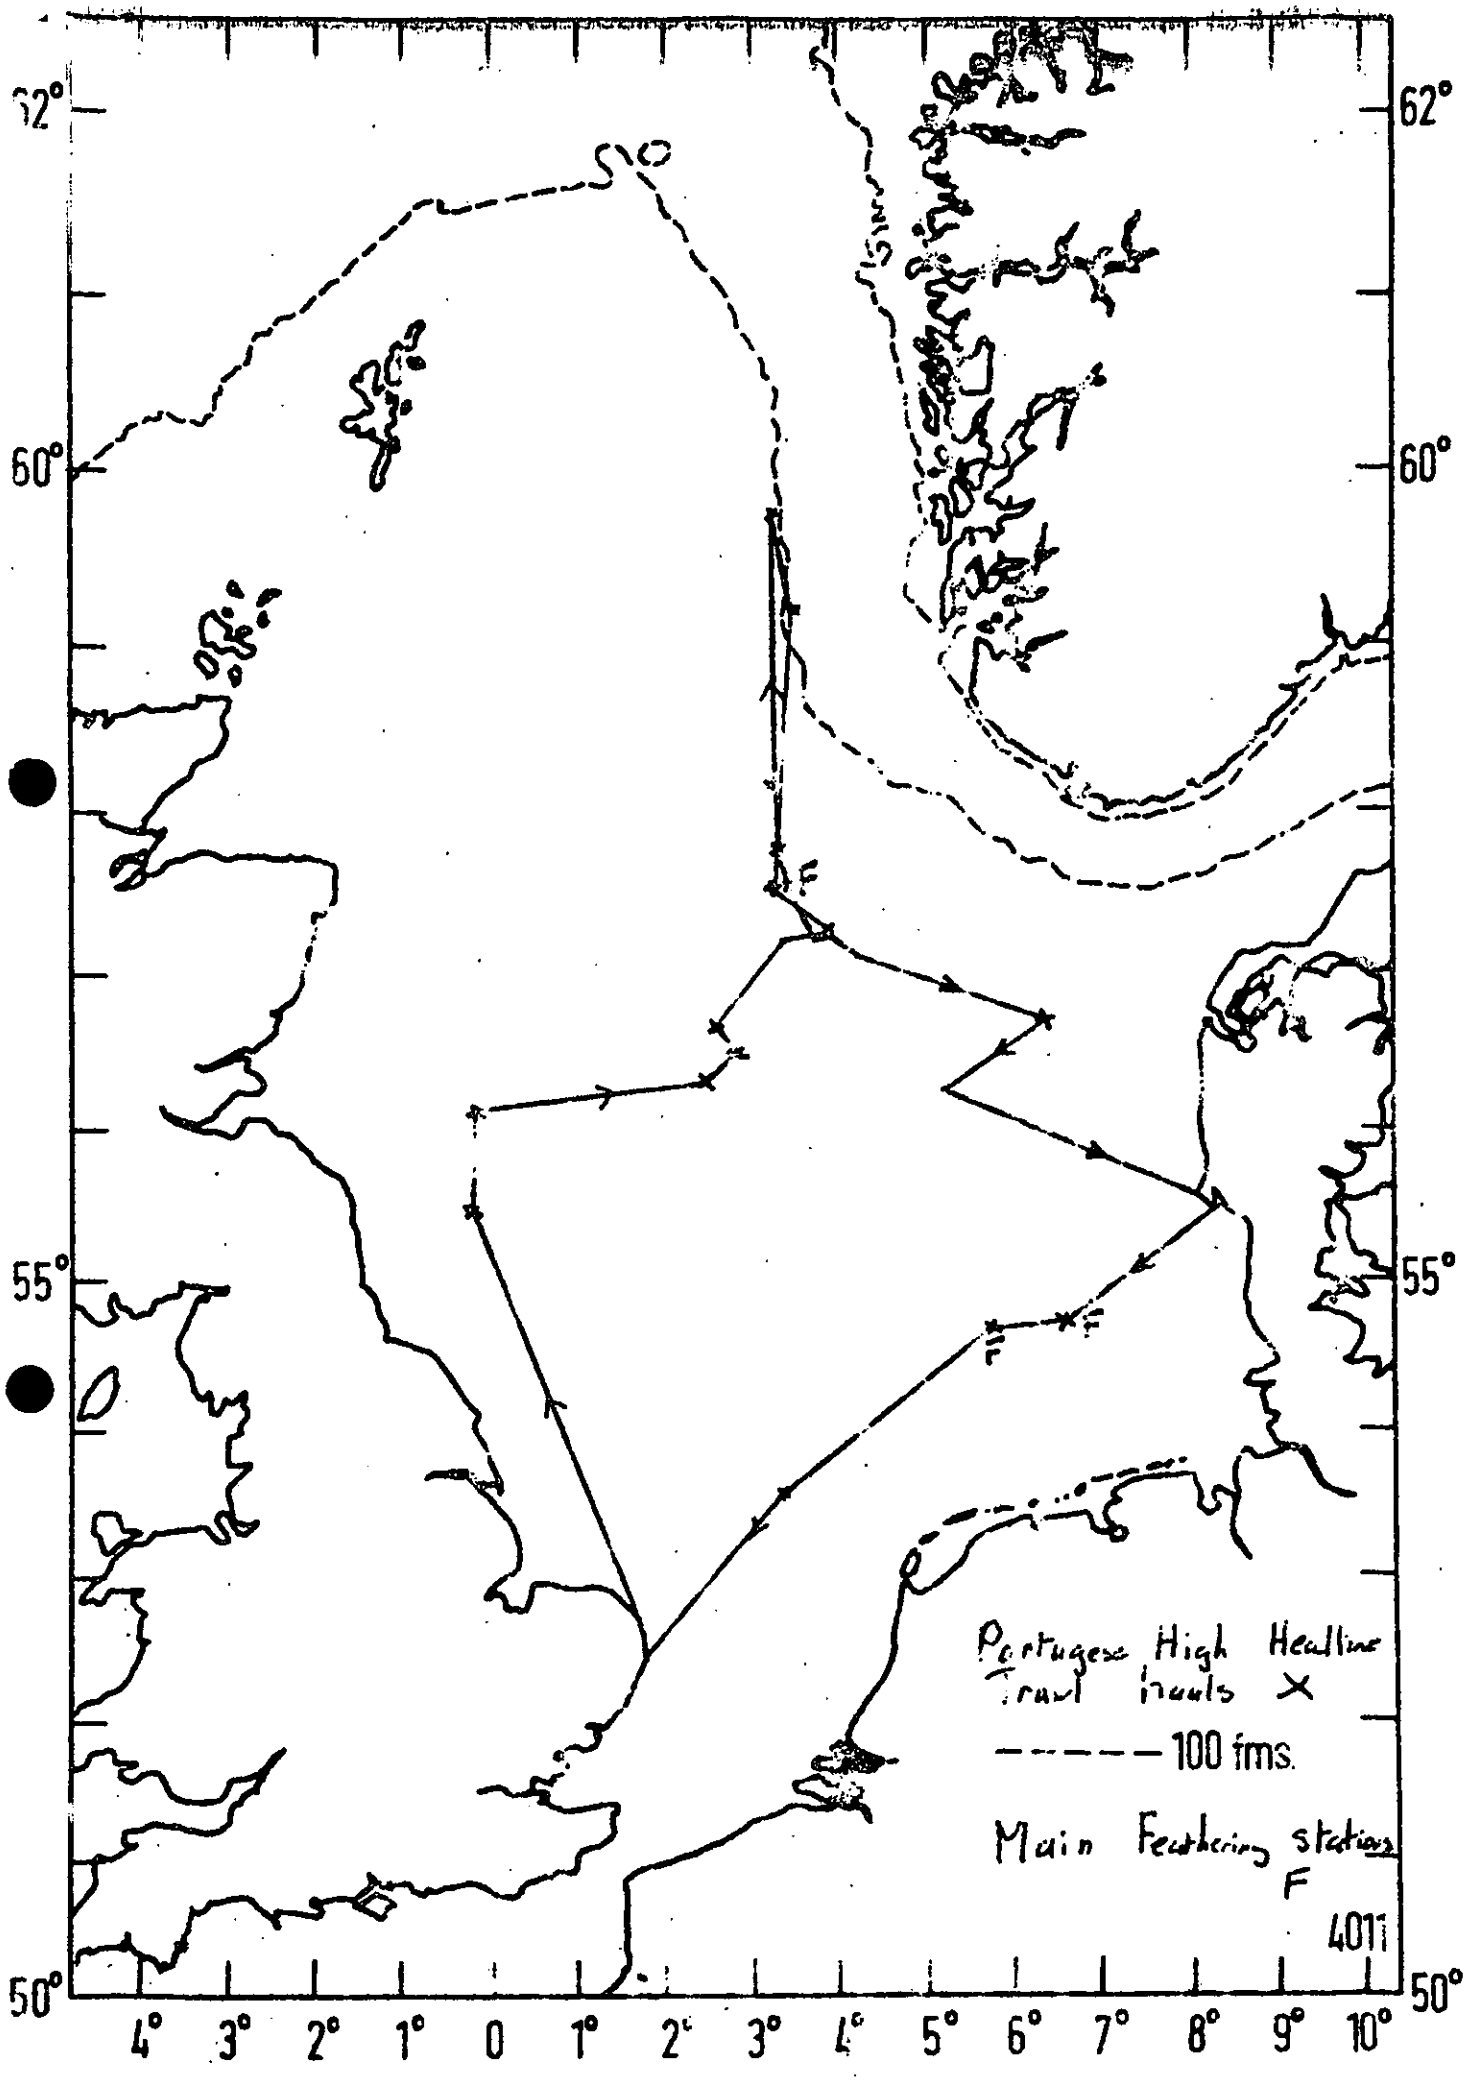 62° 62°
60° 60°
F
55° 55°
F F
Portugese High Headline
Trawl hauls X
------- 100 fms.
Main Feathering stations
F
4011
50° 50°
4° 3° 2° 1° 0 1° 2° 3° 4° 5° 6° 7° 8° 9° 10°